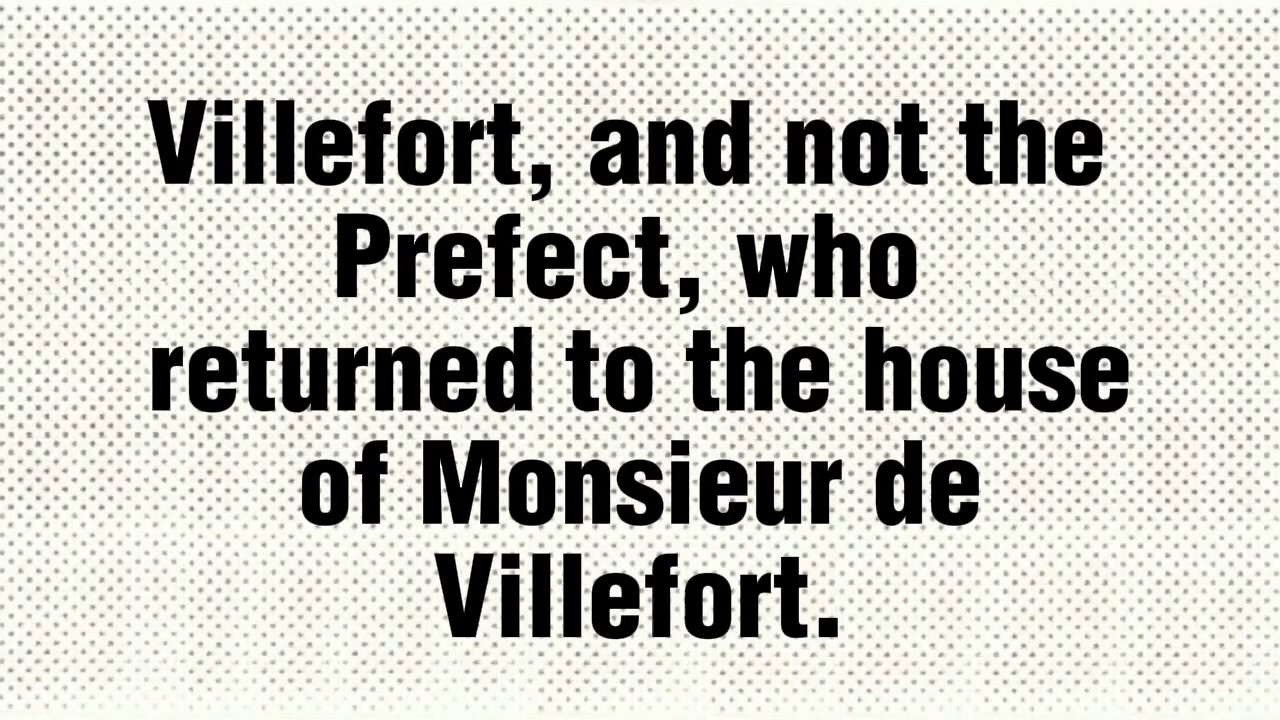 Villefort, and not the
Prefect, who
returned to the house
of Monsieur de
Villefort.